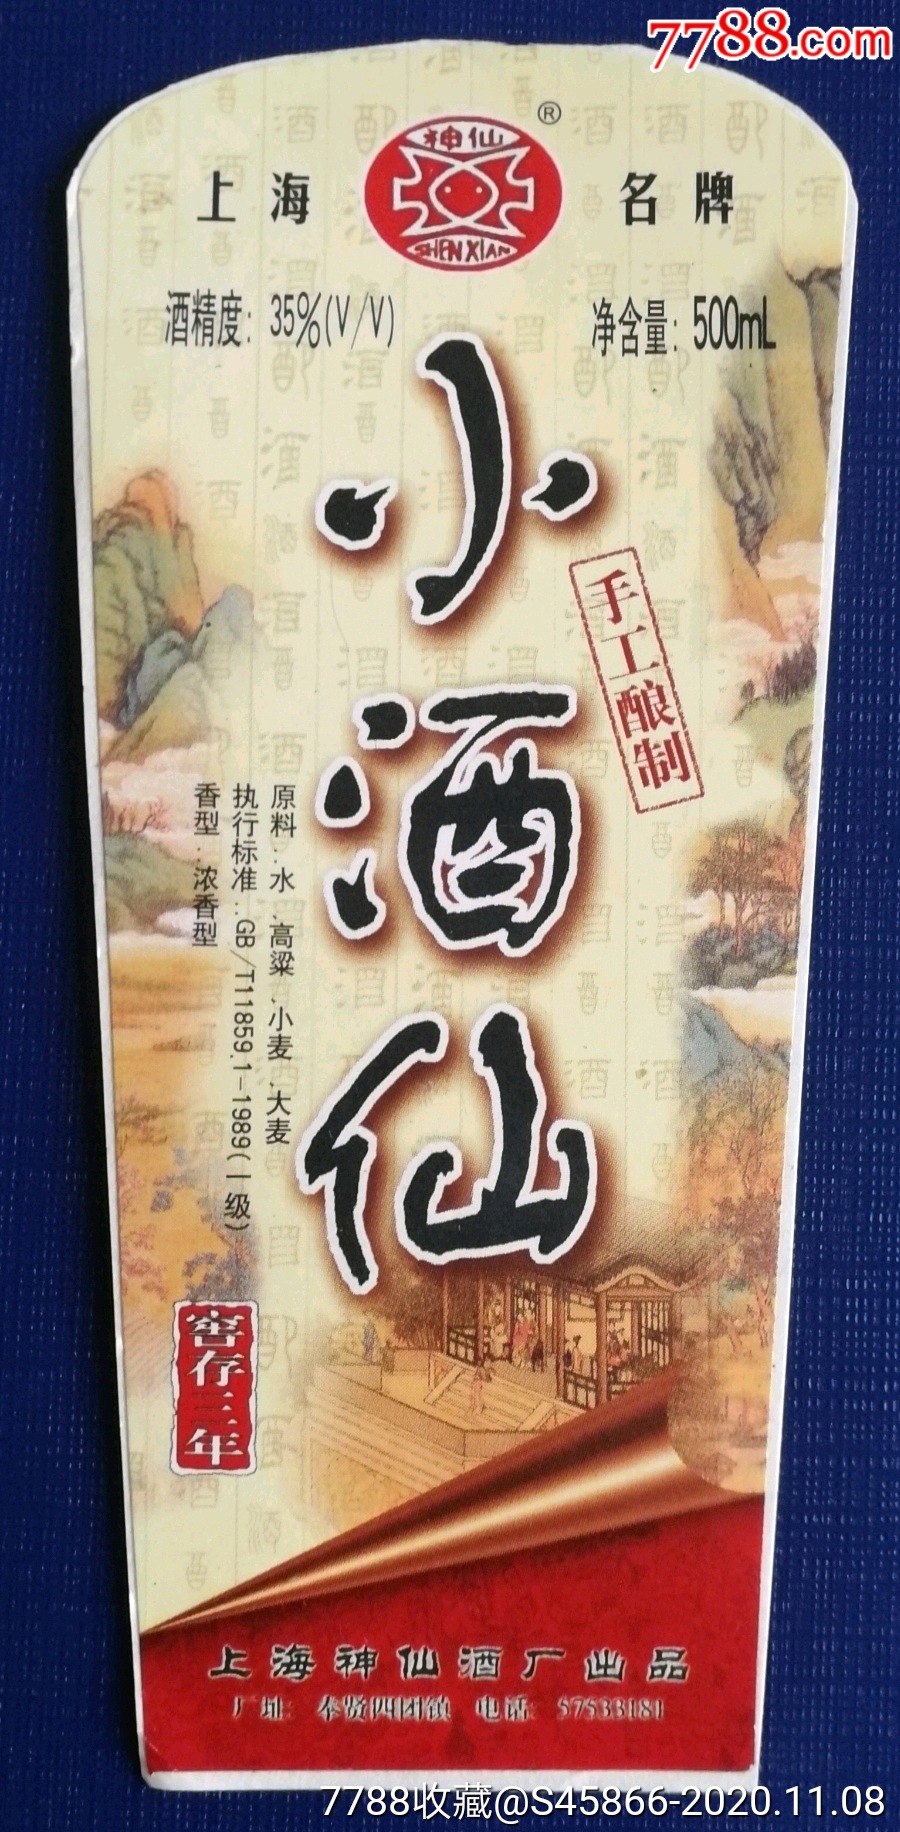 7788.com
神仙
®
SHENXIAN
上海 名牌
酒精度：35%(V/V)
净含量：500mL
小酒仙
手工酿制
原料：水、高粱、小麦、大麦
执行标准：GB/T11859.1-1989(一级)
香型：浓香型
窖存三年
上海神仙酒厂出品
厂址：奉贤四团镇 电话：57533181
7788收藏@S45866-2020.11.08